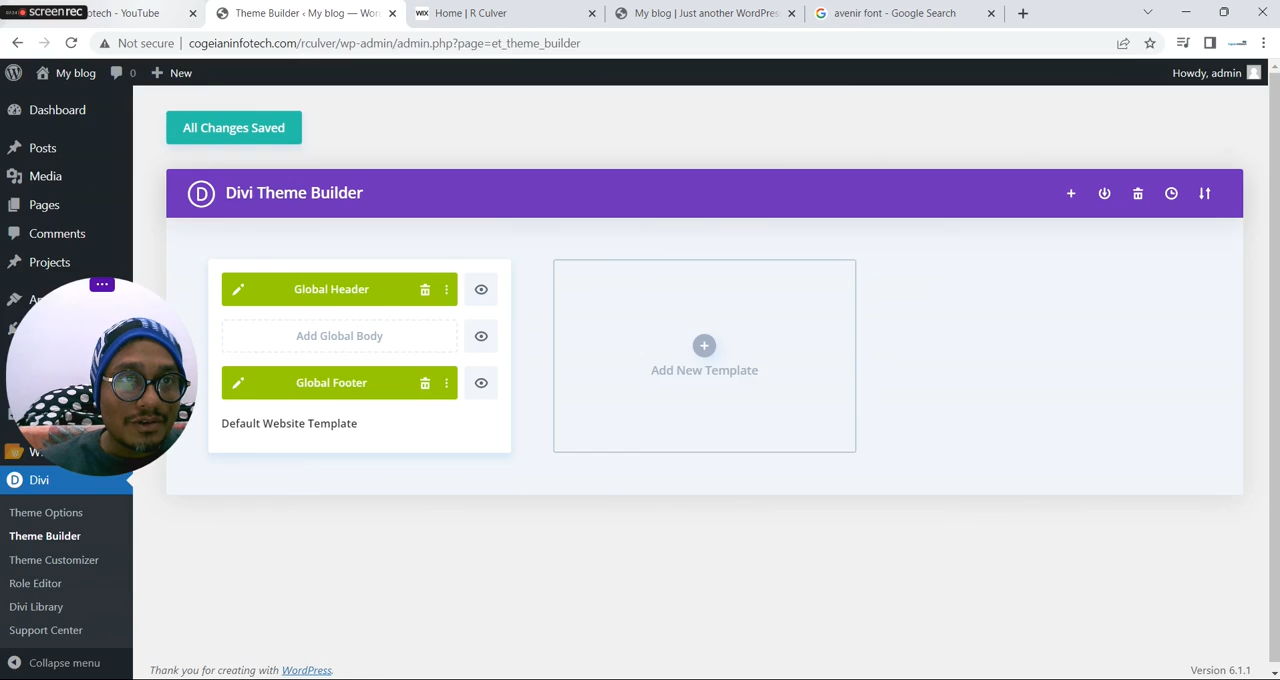 screenrec
otech - YouTube
Theme Builder ‹ My blog — Wor
WIX
Home | R Culver
My blog | Just another WordPres
avenir font - Google Search
Not secure
cogeianinfotech.com/rculver/wp-admin/admin.php?page=et_theme_builder
My blog
0
New
Howdy, admin
Dashboard
Posts
Media
Pages
Comments
Projects
Divi
Theme Options
Theme Builder
Theme Customizer
Role Editor
Divi Library
Support Center
Collapse menu
All Changes Saved
D
Divi Theme Builder
Global Header
Add Global Body
Global Footer
Default Website Template
Add New Template
Thank you for creating with WordPress.
Version 6.1.1